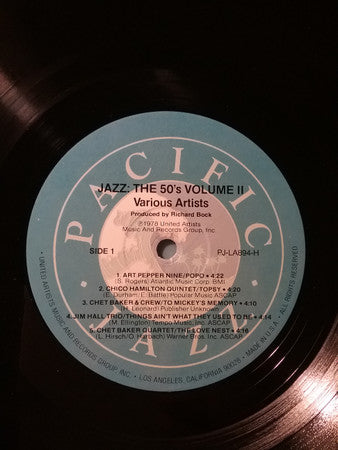 PACIFIC
JAZZ
JAZZ: THE 50's VOLUME II
Various Artists
Produced by Richard Bock
℗1978 United Artists
Music And Records Group, Inc.
SIDE 1
PJ-LA894-H
1. ART PEPPER NINE/POPO • 4:22
(S. Rogers) Atlantic Music Corp. BMI
2. CHICO HAMILTON QUINTET/TOPSY • 4:20
(E. Durham, E. Battle) Popular Music ASCAP
3. CHET BAKER & CREW/TO MICKEY'S MEMORY • 4:10
(H. Leonard) Publisher Unknown
4. JIM HALL TRIO/THINGS AIN'T WHAT THEY USED TO BE • 4:14
(M. Ellington) Tempo Music, Inc. ASCAP
5. CHET BAKER QUARTET/THE LOVE NEST • 4:16
(L. Hirsch/O. Harbach) Warner Bros. Inc. ASCAP
UNITED ARTISTS MUSIC AND RECORDS GROUP, INC. • LOS ANGELES, CALIFORNIA 90028 • MADE IN U.S.A. • ALL RIGHTS RESERVED.